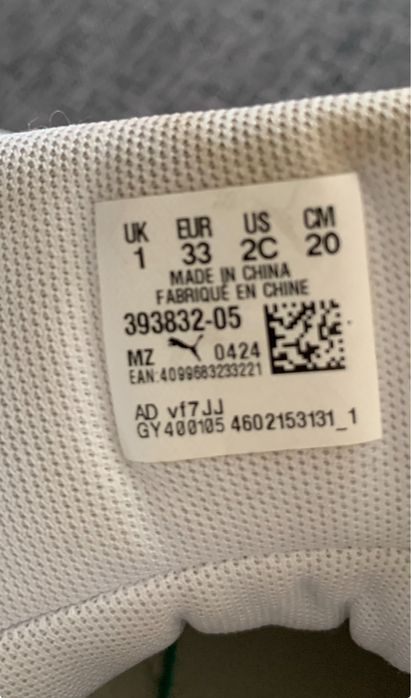 UK EUR US CM
1 33 2C 20
MADE IN CHINA
FABRIQUÉ EN CHINE
393832-05
MZ 0424
EAN:4099683233221
AD vf7JJ
GY400105 4602153131_1